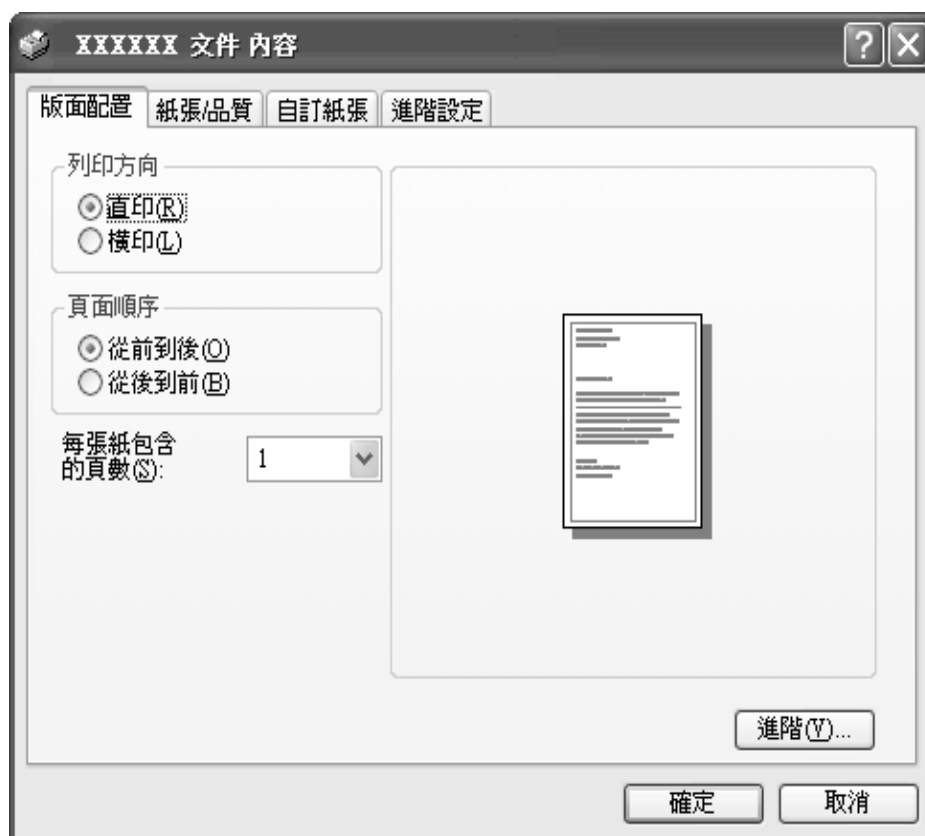 XXXXXX 文件 內容
版面配置 紙張/品質 自訂紙張 進階設定
列印方向
直印(R)
橫印(L)
頁面順序
從前到後(O)
從後到前(B)
每張紙包含
的頁數(S):
1
進階(V)...
確定 取消